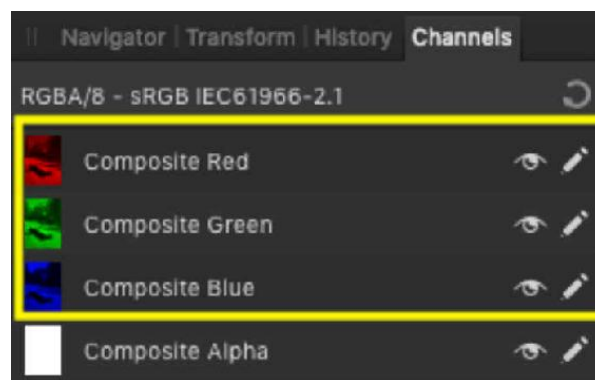 Navigator Transform History Channels
RGBA/8 - sRGB IEC61966-2.1
Composite Red
Composite Green
Composite Blue
Composite Alpha